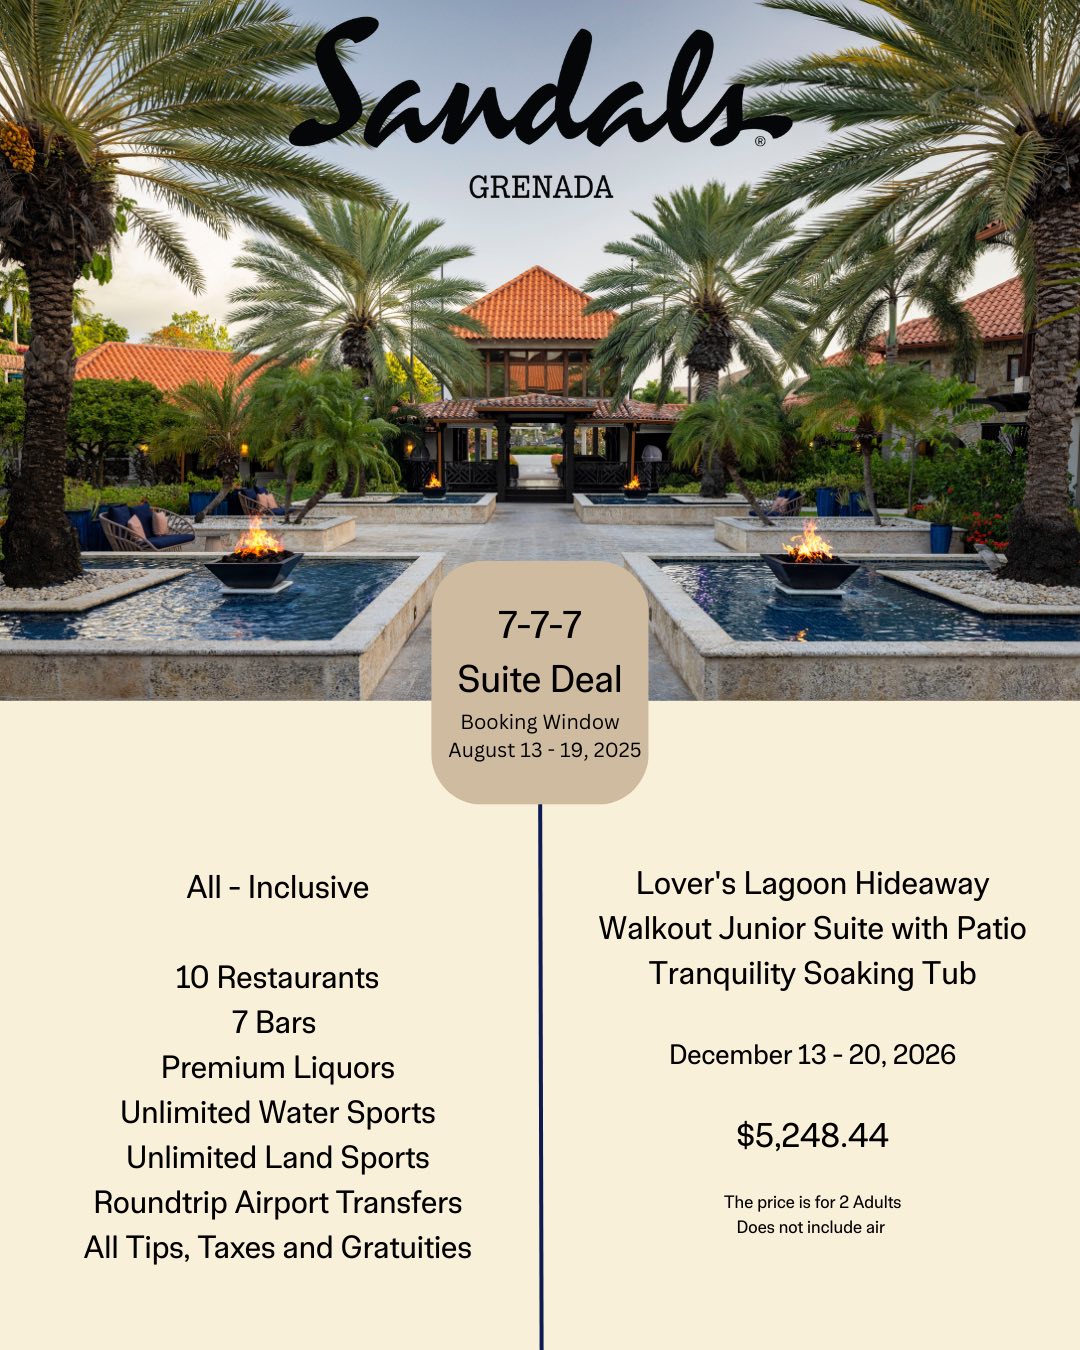 Sandals®
GRENADA
7-7-7
Suite Deal
Booking Window
August 13 - 19, 2025
All - Inclusive
10 Restaurants
7 Bars
Premium Liquors
Unlimited Water Sports
Unlimited Land Sports
Roundtrip Airport Transfers
All Tips, Taxes and Gratuities
Lover's Lagoon Hideaway
Walkout Junior Suite with Patio
Tranquility Soaking Tub
December 13 - 20, 2026
$5,248.44
The price is for 2 Adults
Does not include air